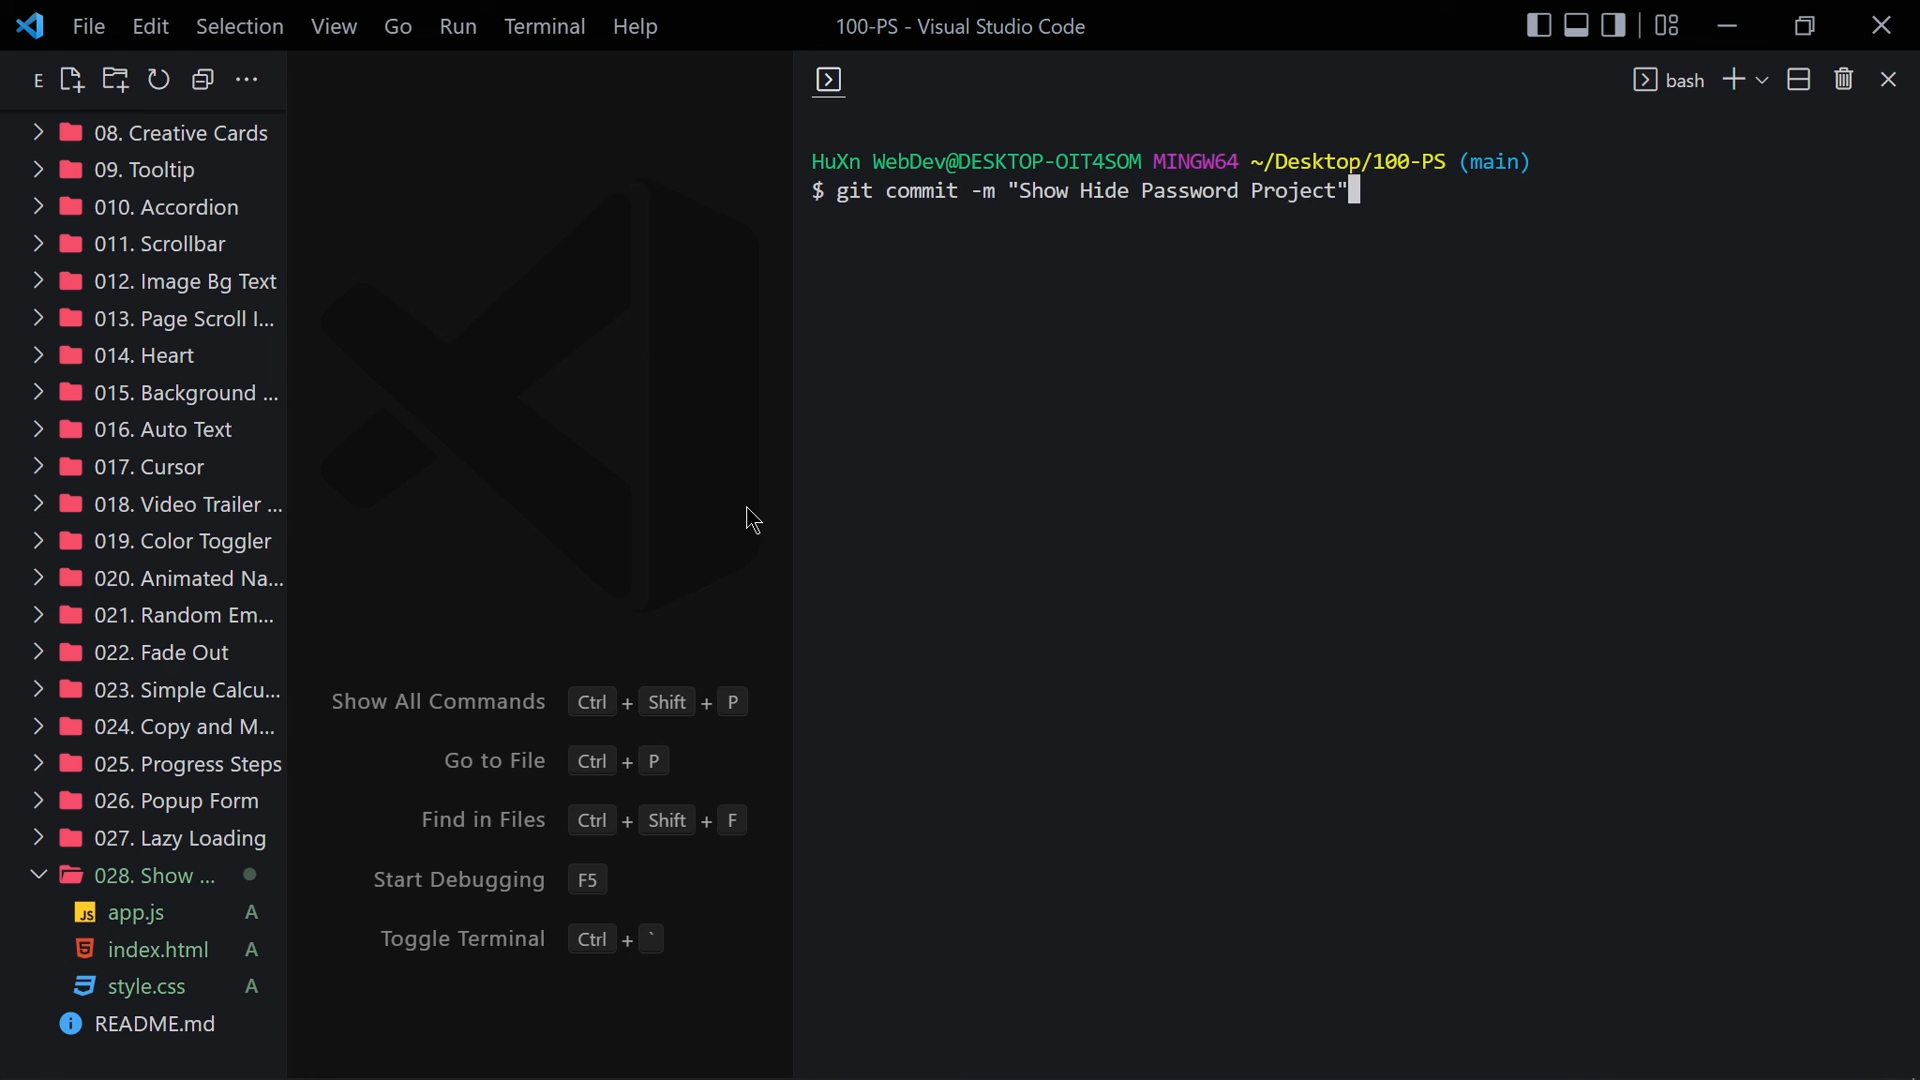 File Edit Selection View Go Run Terminal Help
100-PS - Visual Studio Code
E
08. Creative Cards
09. Tooltip
010. Accordion
011. Scrollbar
012. Image Bg Text
013. Page Scroll I...
014. Heart
015. Background ...
016. Auto Text
017. Cursor
018. Video Trailer ...
019. Color Toggler
020. Animated Na...
021. Random Em...
022. Fade Out
023. Simple Calcu...
024. Copy and M...
025. Progress Steps
026. Popup Form
027. Lazy Loading
028. Show ...
JS app.js A
index.html A
style.css A
README.md
Show All Commands Ctrl + Shift + P
Go to File Ctrl + P
Find in Files Ctrl + Shift + F
Start Debugging F5
Toggle Terminal Ctrl + `
bash
HuXn WebDev@DESKTOP-OIT4SOM MINGW64 ~/Desktop/100-PS (main)
$ git commit -m "Show Hide Password Project"